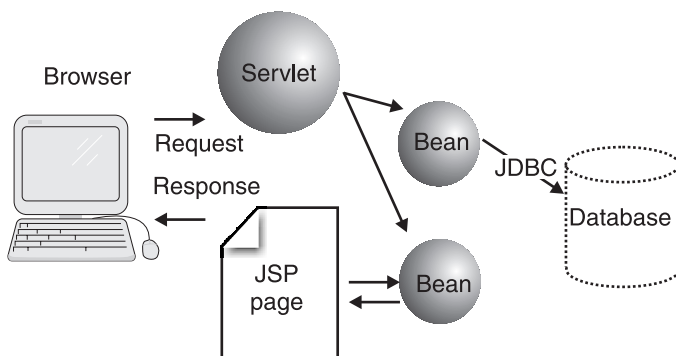 Servlet
Browser
Request
Bean
JDBC
Response
Database
JSP
page
Bean